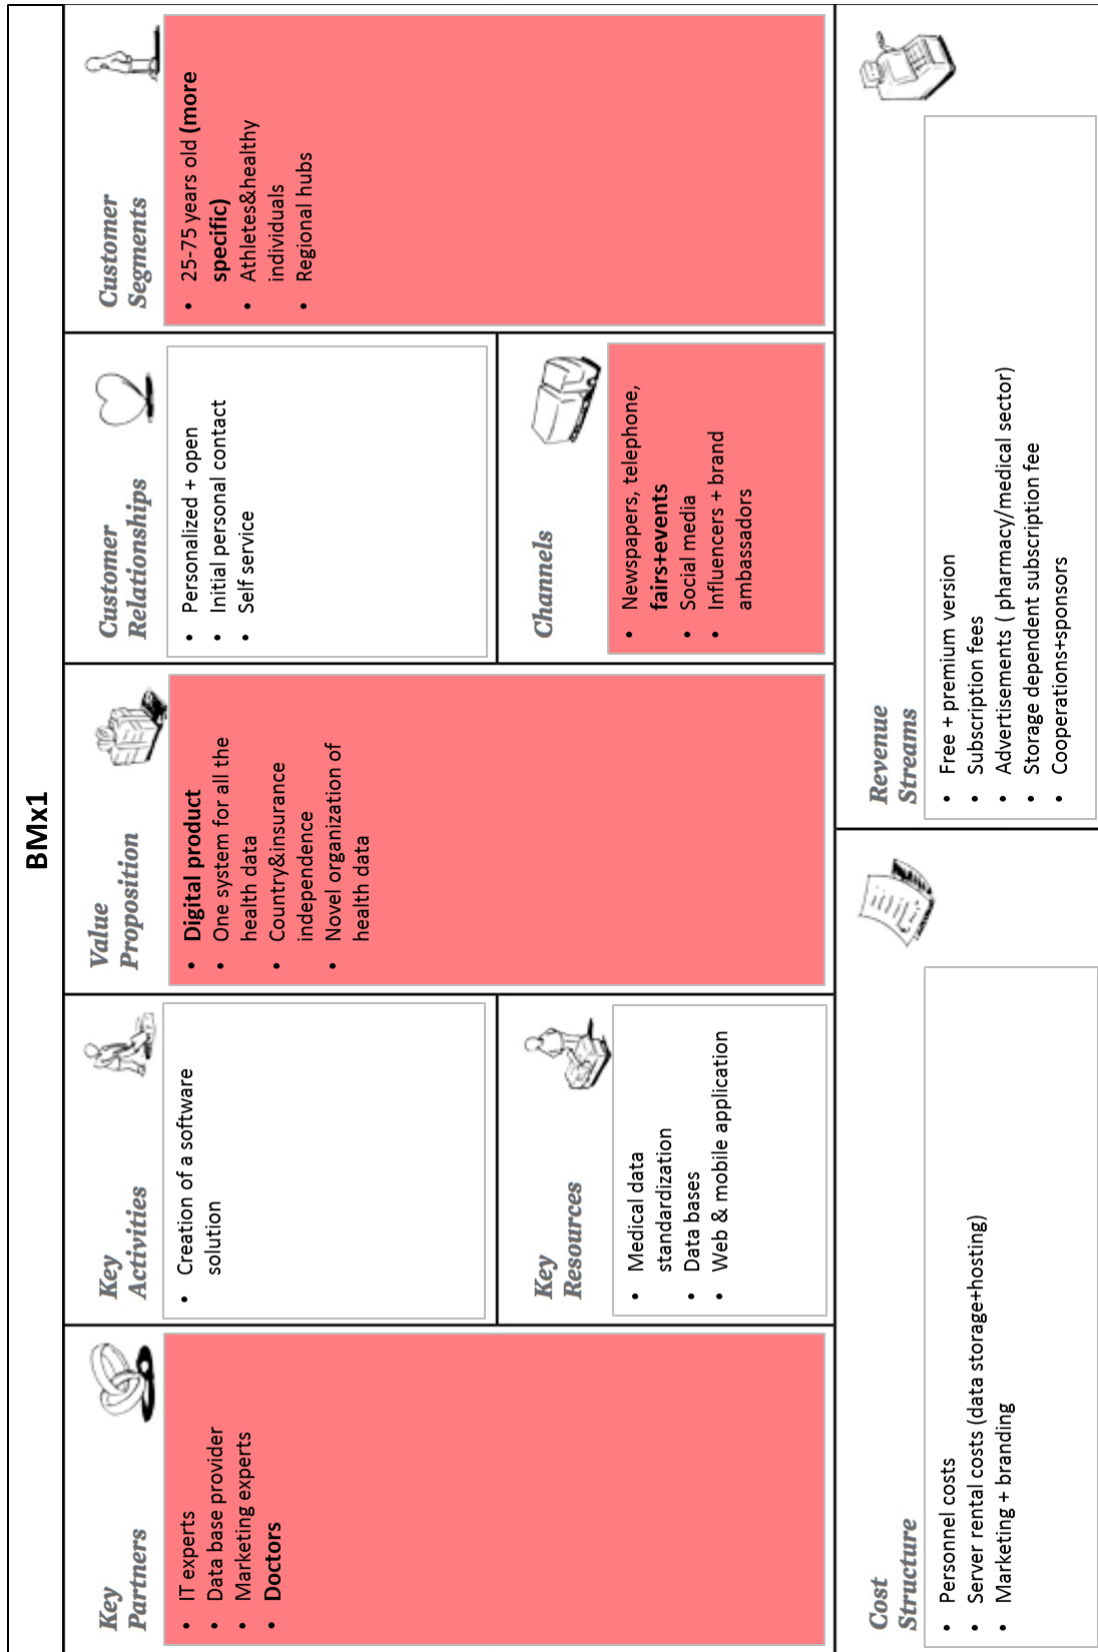 BMx1
Key
Partners
• IT experts
• Data base provider
• Marketing experts
• Doctors
Key
Activities
• Creation of a software
solution
Key
Resources
• Medical data
standardization
• Data bases
• Web & mobile application
Value
Proposition
• Digital product
• One system for all the
health data
• Country&insurance
independence
• Novel organization of
health data
Customer
Relationships
• Personalized + open
• Initial personal contact
• Self service
Channels
• Newspapers, telephone,
fairs+events
• Social media
• Influencers + brand
ambassadors
Customer
Segments
• 25-75 years old (more
specific)
• Athletes&healthy
individuals
• Regional hubs
Cost
Structure
• Personnel costs
• Server rental costs (data storage+hosting)
• Marketing + branding
Revenue
Streams
• Free + premium version
• Subscription fees
• Advertisements ( pharmacy/medical sector)
• Storage dependent subscription fee
• Cooperations+sponsors